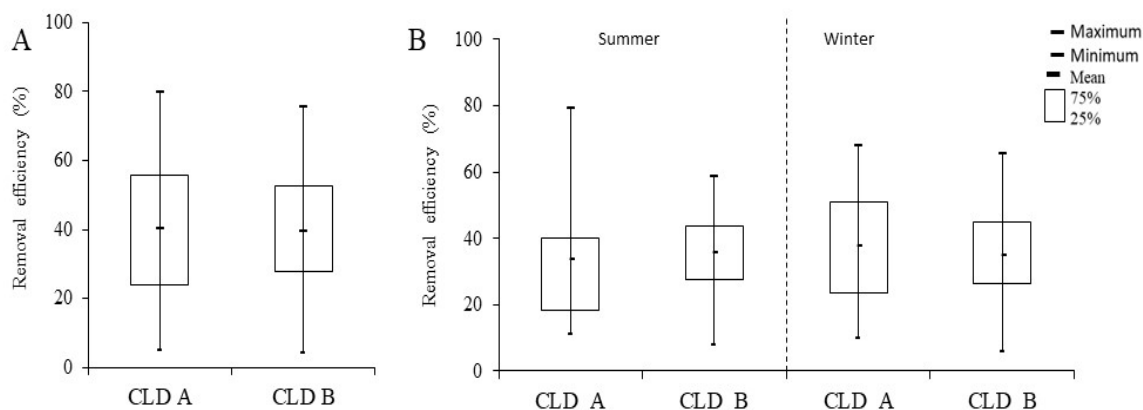 A
Removal efficiency (%)
100
80
60
40
20
0
CLD A
CLD B
B
Removal efficiency (%)
100
80
60
40
20
0
Summer
Winter
CLD A
CLD B
CLD A
CLD B
Maximum
Minimum
Mean
75%
25%